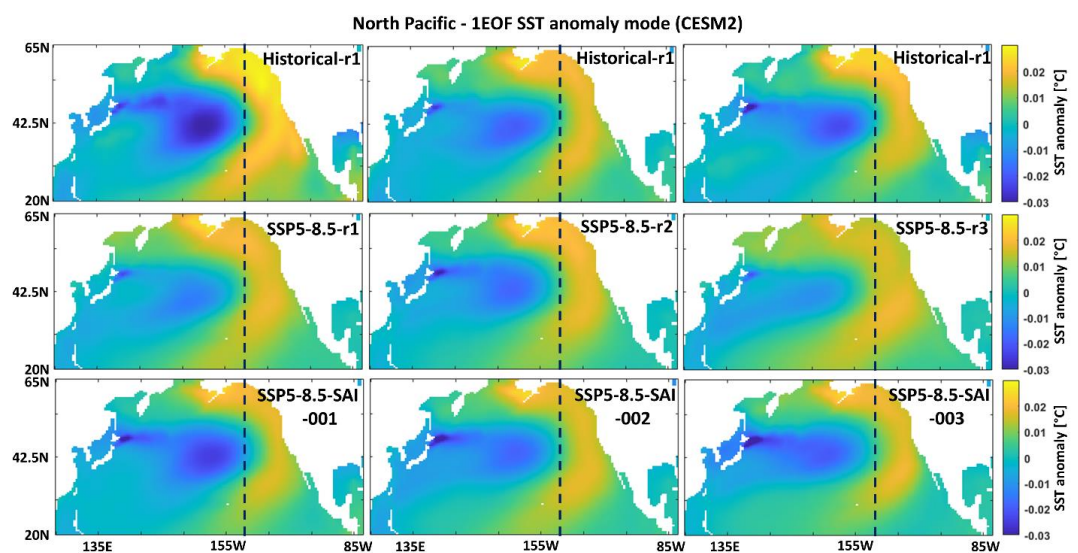 North Pacific - 1EOF SST anomaly mode (CESM2)
65N
Historical-r1
Historical-r1
Historical-r1
0.02
0.01
42.5N
0
-0.01
-0.02
20N
-0.03
SST anomaly [°C]
65N
SSP5-8.5-r1
SSP5-8.5-r2
SSP5-8.5-r3
0.02
0.01
42.5N
0
-0.01
-0.02
20N
-0.03
SST anomaly [°C]
65N
SSP5-8.5-SAI
-001
SSP5-8.5-SAI
-002
SSP5-8.5-SAI
-003
0.02
0.01
42.5N
0
-0.01
-0.02
20N
-0.03
SST anomaly [°C]
135E 155W 85W 135E 155W 85W 135E 155W 85W